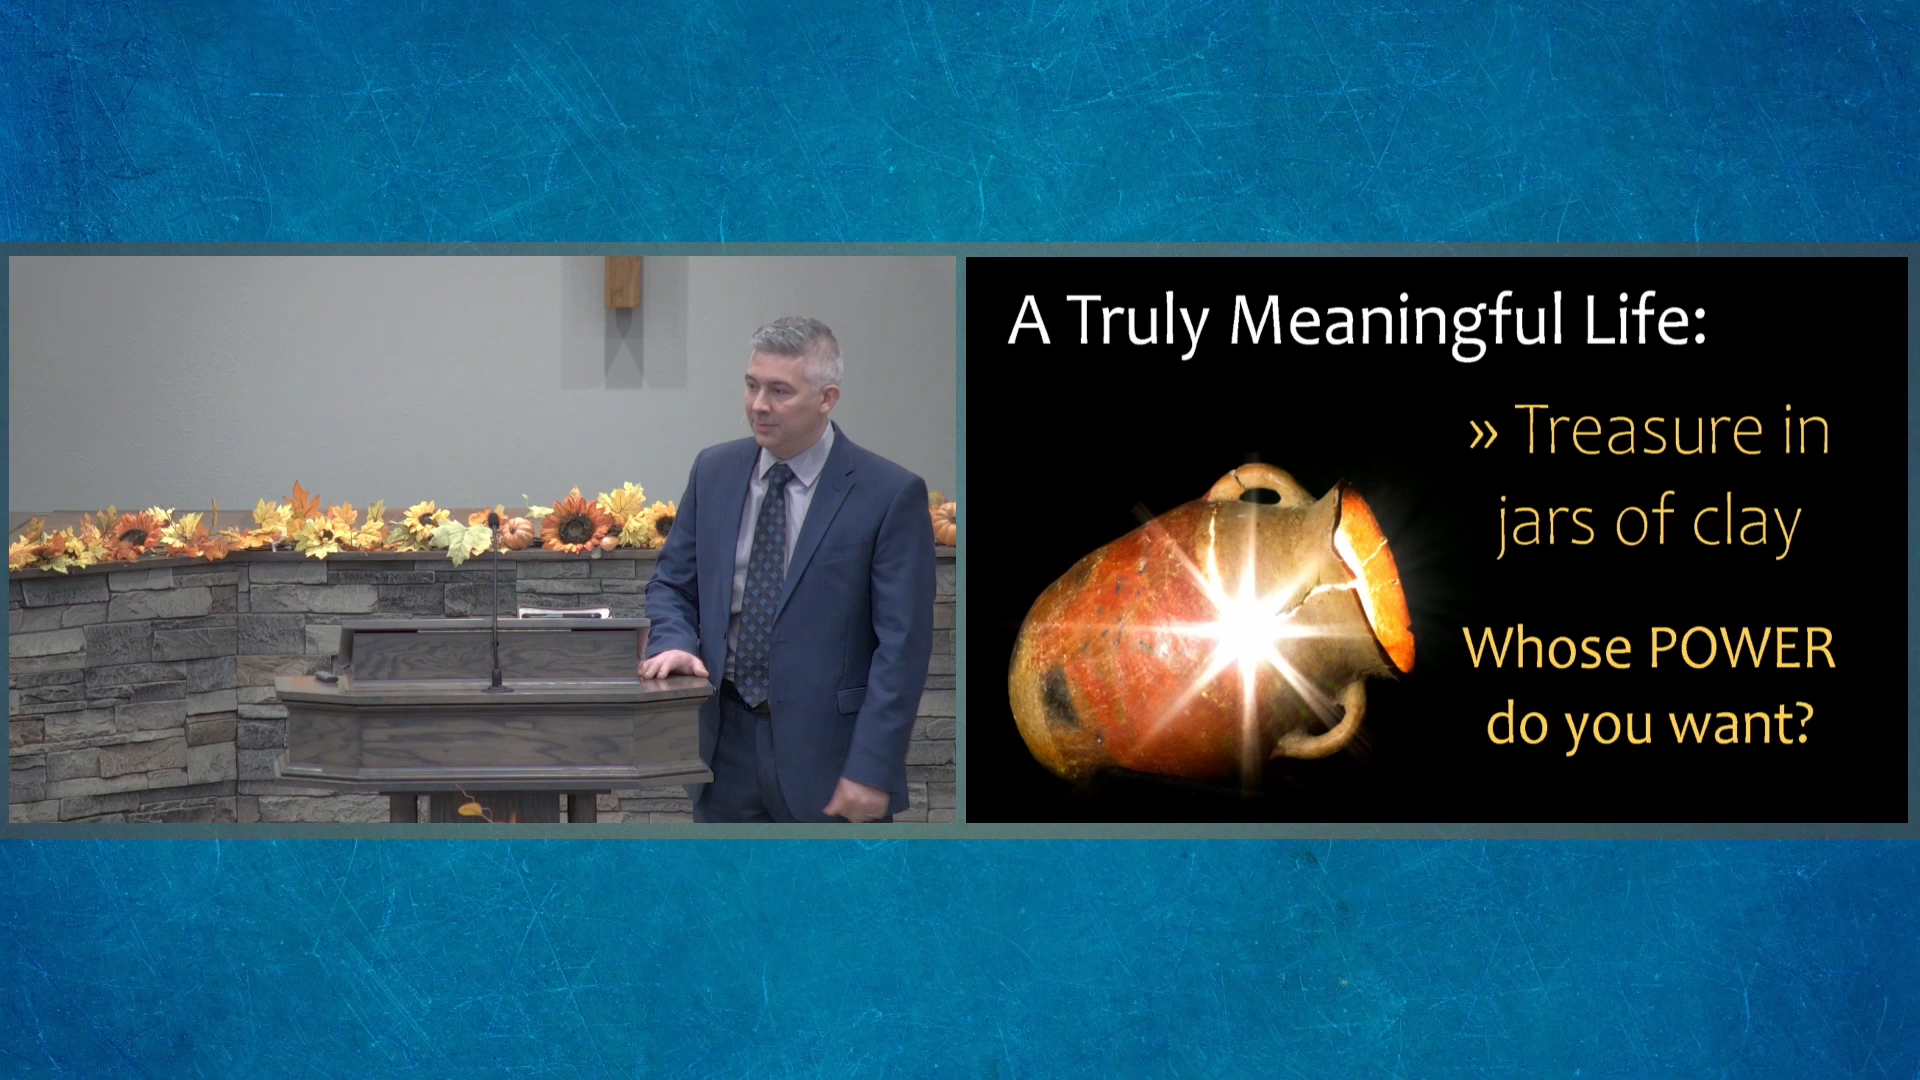 A Truly Meaningful Life:
» Treasure in
jars of clay
Whose POWER
do you want?